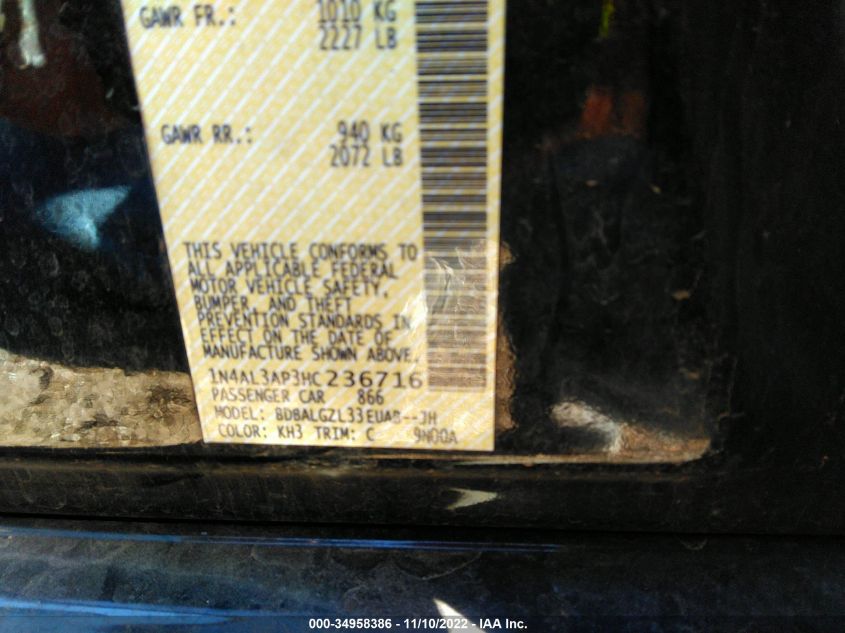 GAWR FR.: 1010 KG
2227 LB
GAWR RR.: 940 KG
2072 LB
THIS VEHICLE CONFORMS TO
ALL APPLICABLE FEDERAL
MOTOR VEHICLE SAFETY,
BUMPER, AND THEFT
PREVENTION STANDARDS IN
EFFECT ON THE DATE OF
MANUFACTURE SHOWN ABOVE.
1N4AL3AP3HC236716
PASSENGER CAR 866
MODEL: BDBALGZL33EUAB--JH
COLOR: KH3 TRIM: C 9N00A
000-34958386 - 11/10/2022 - IAA Inc.